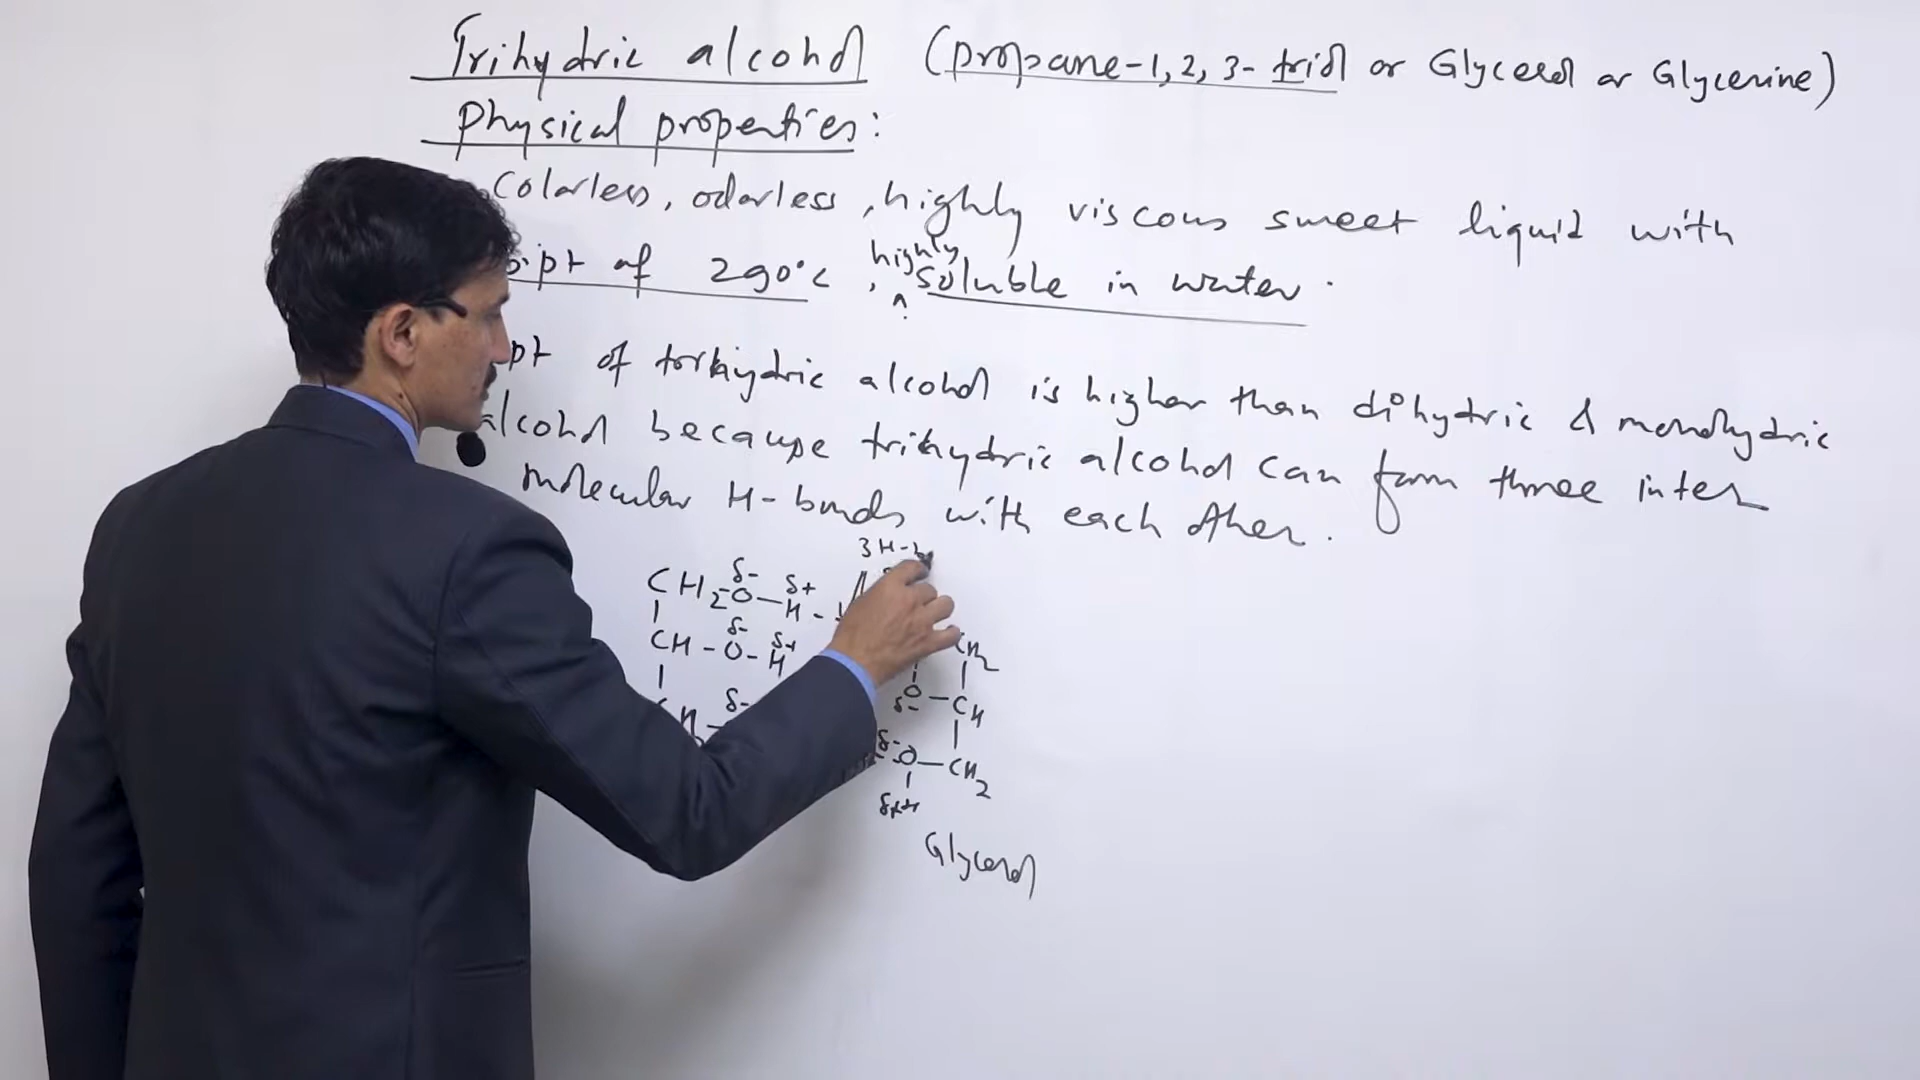 Trihydric alcohol (propane-1,2,3-triol or Glycerol or Glycerine)
Physical properties:
Colorless, odorless, highly viscous sweet liquid with
b.pt of 290°C, highly soluble in water.
pt of trihydric alcohol is higher than dihydric & monohydric
alcohol because trihydric alcohol can form three inter
molecular H-bonds with each other.
3H-
δ- δ+
CH2-O-H-
δ- δ+
CH-O-H
CH2
δ-
O-CH
δ-
δ-
O-CH2
δ+H
Glycerol